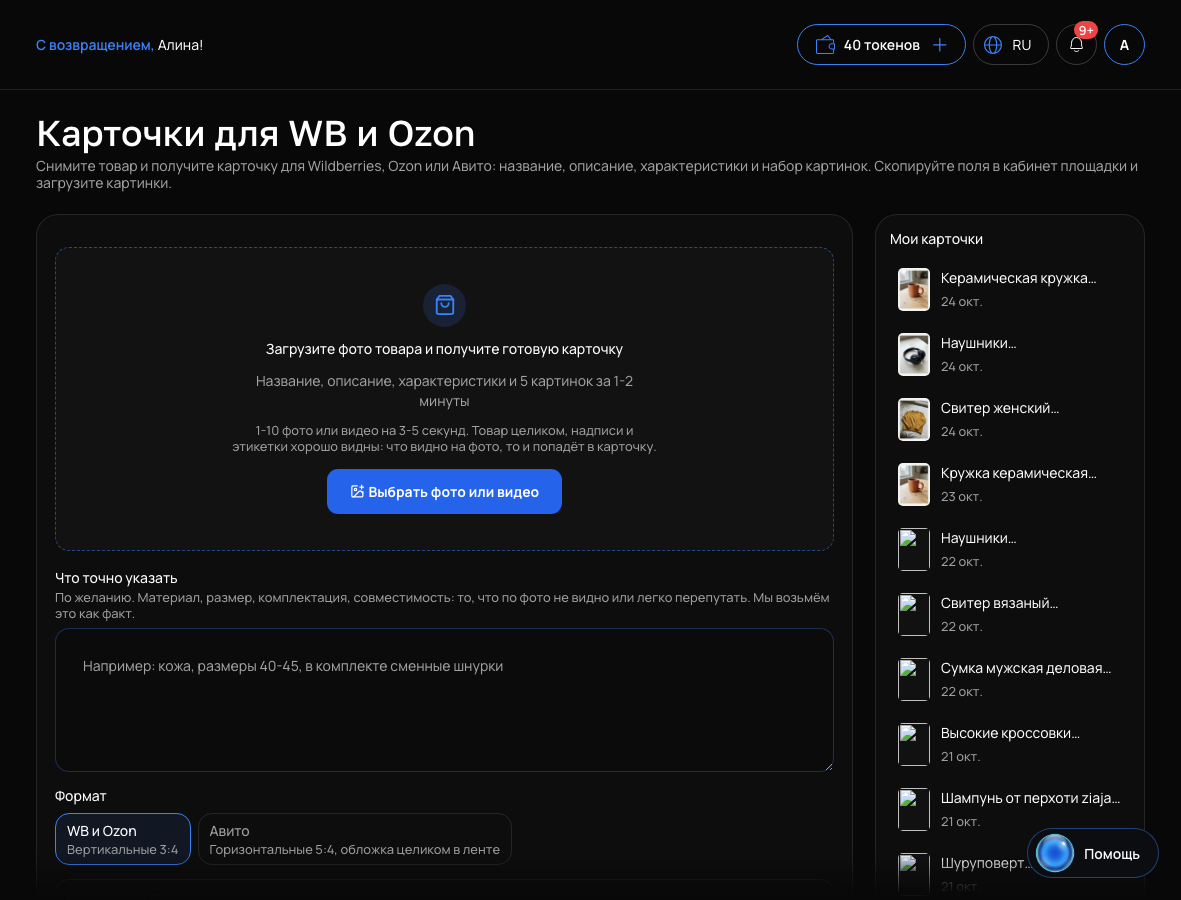 С возвращением, Алина!
40 токенов
RU
9+
A
Карточки для WB и Ozon
Снимите товар и получите карточку для Wildberries, Ozon или Авито: название, описание, характеристики и набор картинок. Скопируйте поля в кабинет площадки и
загрузите картинки.
Загрузите фото товара и получите готовую карточку
Название, описание, характеристики и 5 картинок за 1-2
минуты
1-10 фото или видео на 3-5 секунд. Товар целиком, надписи и
этикетки хорошо видны: что видно на фото, то и попадёт в карточку.
Выбрать фото или видео
Что точно указать
По желанию. Материал, размер, комплектация, совместимость: то, что по фото не видно или легко перепутать. Мы возьмём
это как факт.
Например: кожа, размеры 40-45, в комплекте сменные шнурки
Формат
WB и Ozon
Вертикальные 3:4
Авито
Горизонтальные 5:4, обложка целиком в ленте
Мои карточки
Керамическая кружка...
24 окт.
Наушники...
24 окт.
Свитер женский...
24 окт.
Кружка керамическая...
23 окт.
Наушники...
22 окт.
Свитер вязаный...
22 окт.
Сумка мужская деловая...
22 окт.
Высокие кроссовки...
21 окт.
Шампунь от перхоти ziaja...
21 окт.
Шуруповерт...
21 окт
Помощь